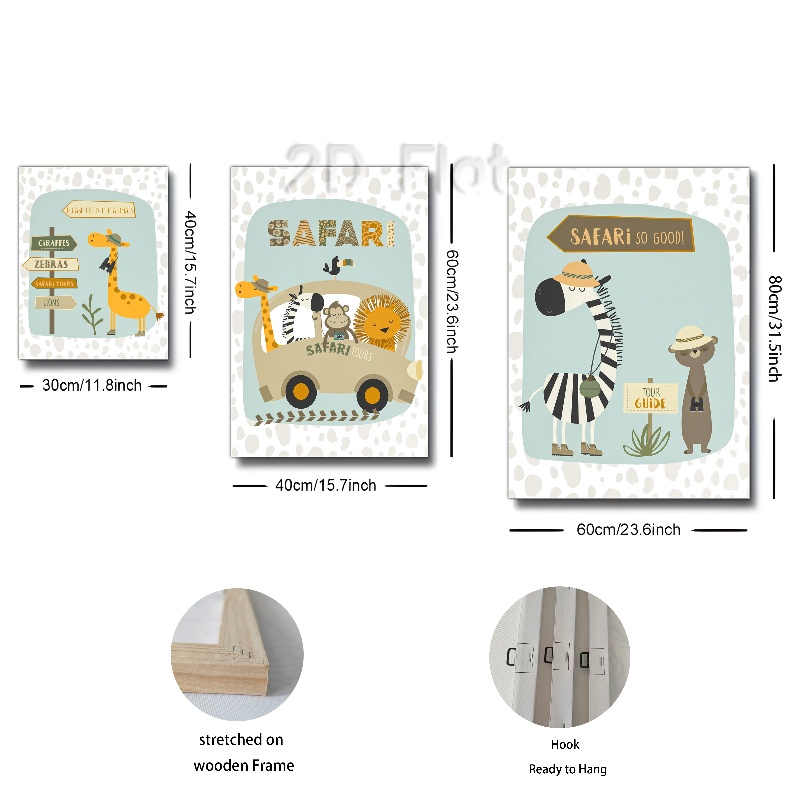 2D Flat
GIRAFFES
ZEBRAS
SAFARI TOURS
LIONS
40cm/15.7inch
30cm/11.8inch
SAFARI
SAFARI TOURS
60cm/23.6inch
40cm/15.7inch
SAFARI SO GOOD!
TOUR
GUIDE
80cm/31.5inch
60cm/23.6inch
stretched on
wooden Frame
Hook
Ready to Hang